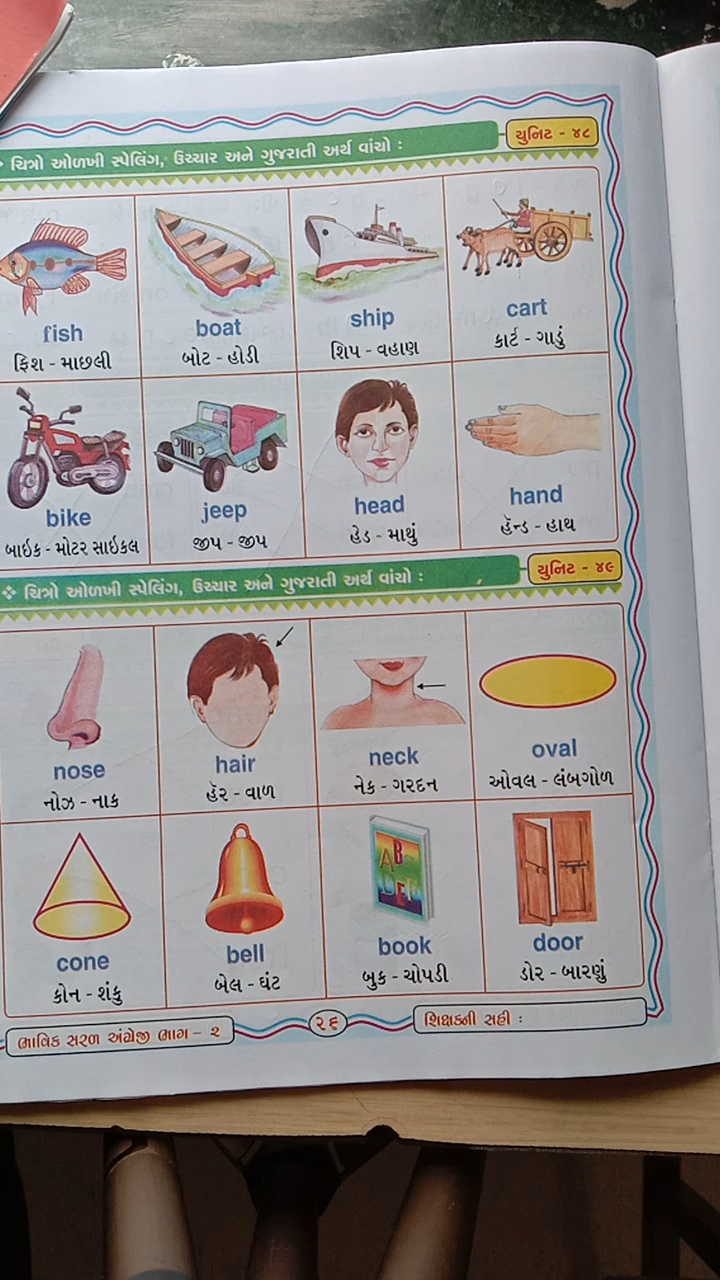 ચિત્રો ઓળખી સ્પેલિંગ, ઉચ્ચાર અને ગુજરાતી અર્થ વાંચો :
યુનિટ - ૪૮
fish
boat
ship
cart
ફિશ - માછલી
બોટ - હોડી
શિપ - વહાણ
કાર્ટ - ગાડું
bike
jeep
head
hand
બાઇક - મોટર સાઇકલ
જીપ - જીપ
હેડ - માથું
હૅન્ડ - હાથ
❖ ચિત્રો ઓળખી સ્પેલિંગ, ઉચ્ચાર અને ગુજરાતી અર્થ વાંચો :
યુનિટ - ૪૯
nose
hair
neck
oval
નોઝ - નાક
હૅર - વાળ
નેક - ગરદન
ઓવલ - લંબગોળ
A B C
D E F
cone
bell
book
door
કોન - શંકુ
બેલ - ઘંટ
બુક - ચોપડી
ડોર - બારણું
ભાવિક સરળ અંગ્રેજી ભાગ - ૨
૨૬
શિક્ષકની સહી :